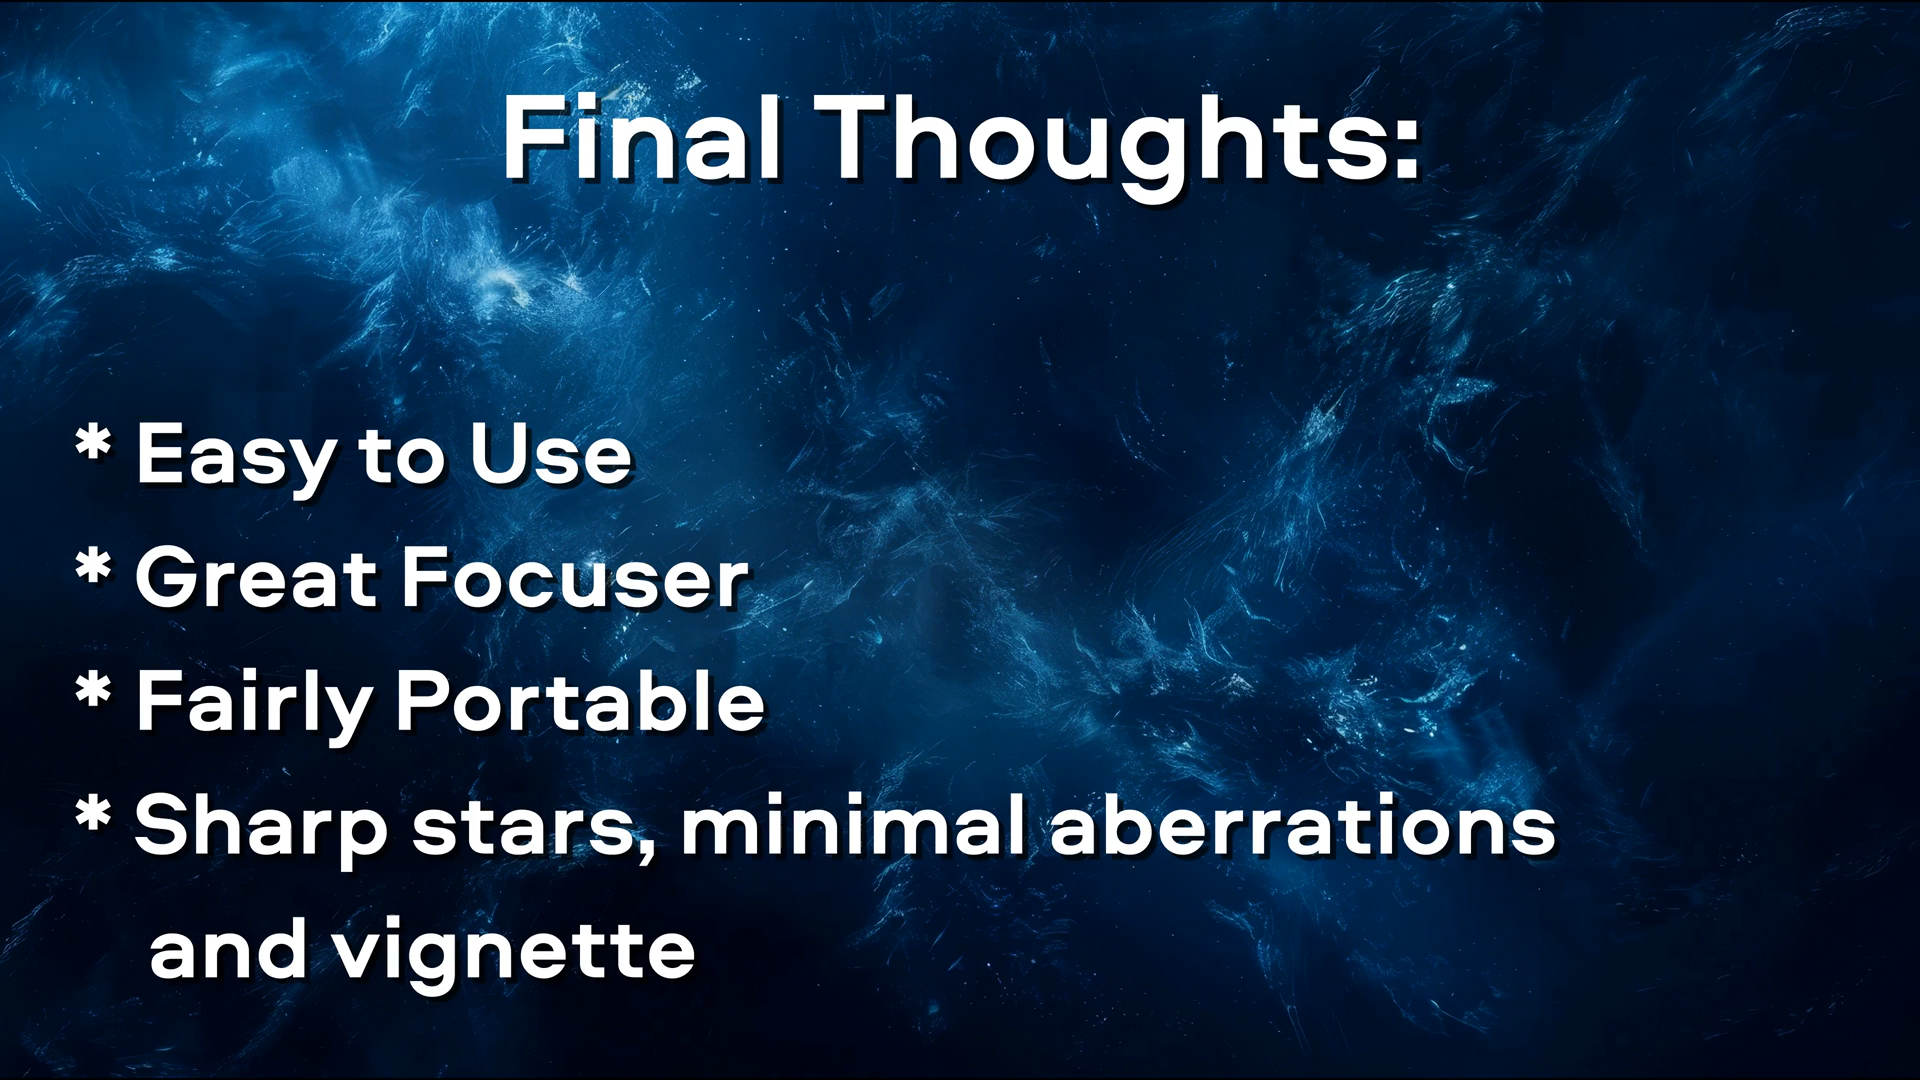 Final Thoughts:
* Easy to Use
* Great Focuser
* Fairly Portable
* Sharp stars, minimal aberrations
and vignette